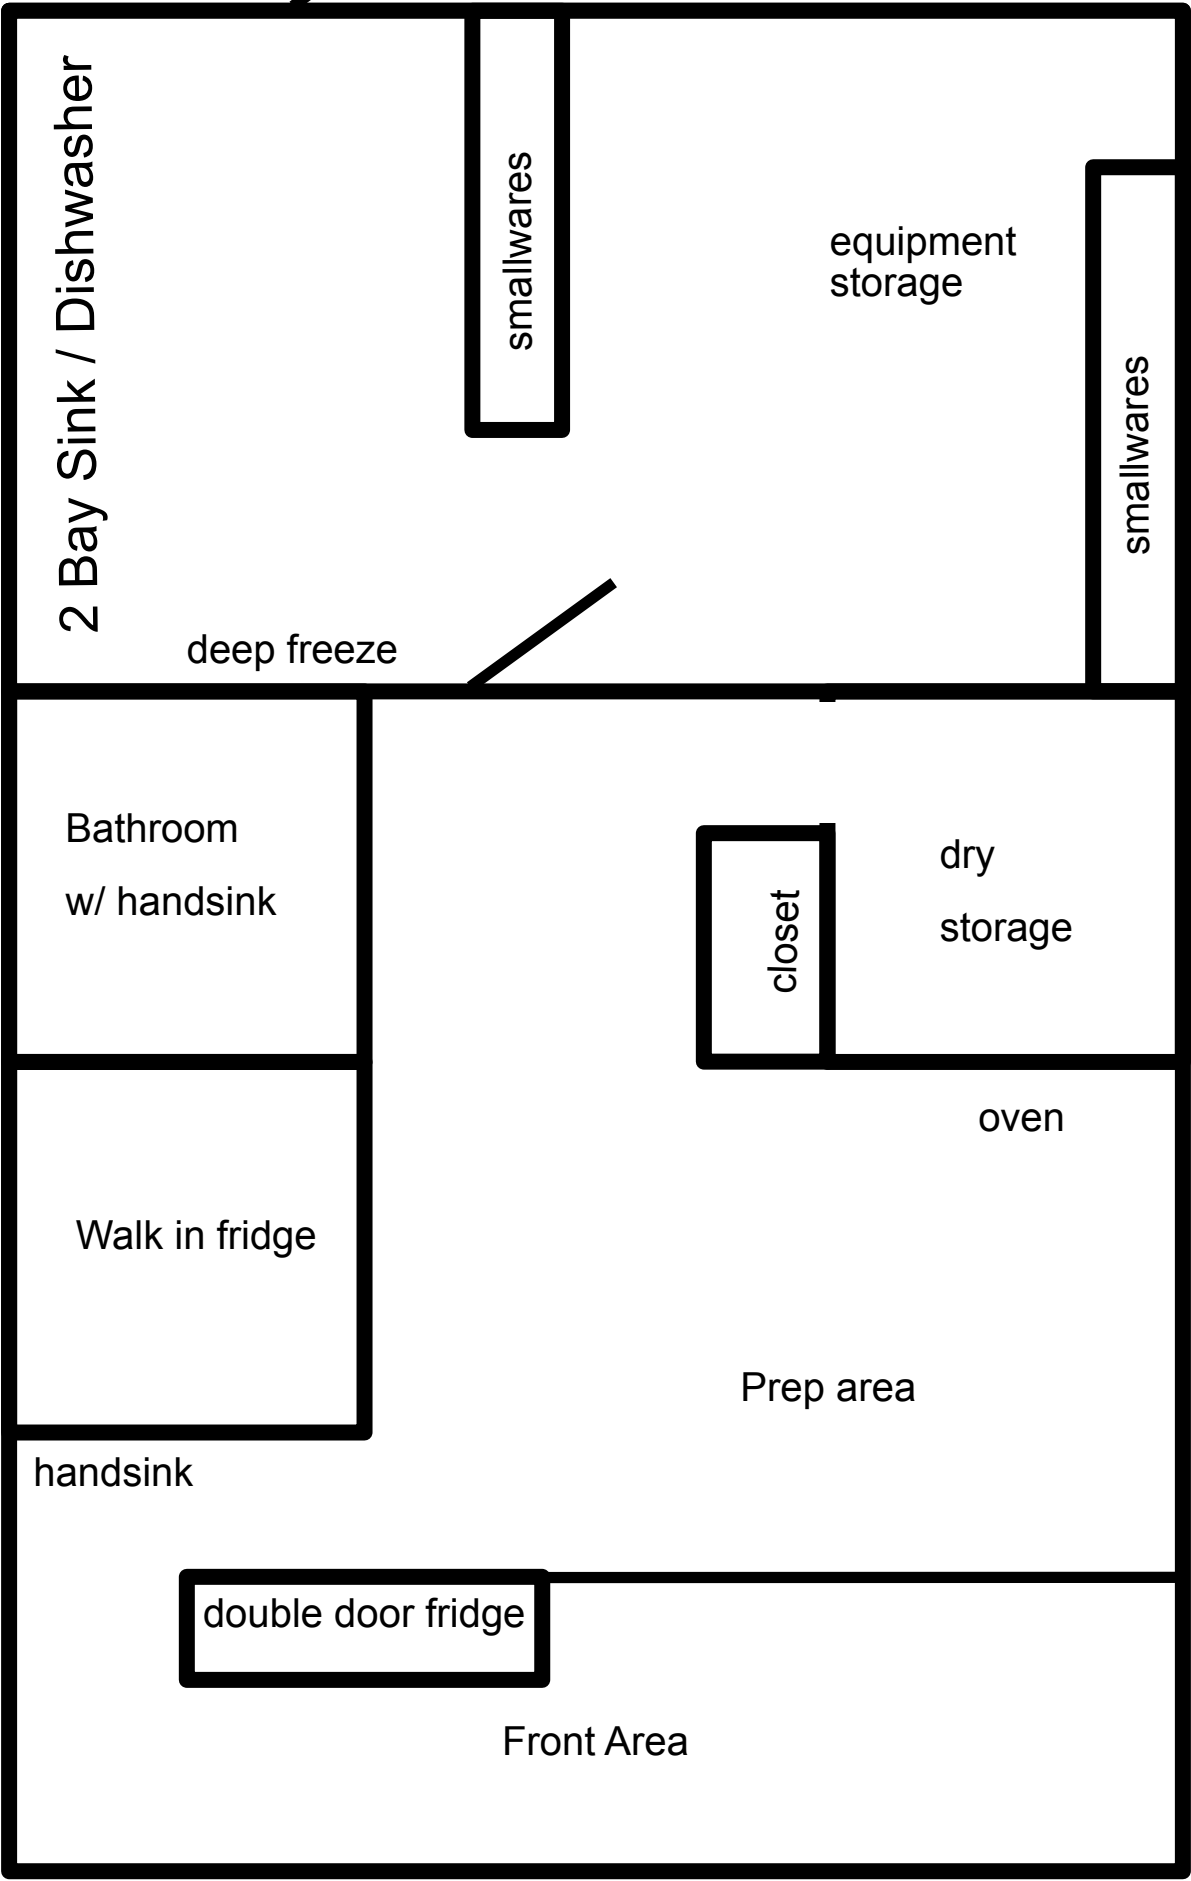 2 Bay Sink / Dishwasher
smallwares
equipment
storage
smallwares
deep freeze
Bathroom
w/ handsink
closet
dry
storage
oven
Walk in fridge
Prep area
handsink
double door fridge
Front Area